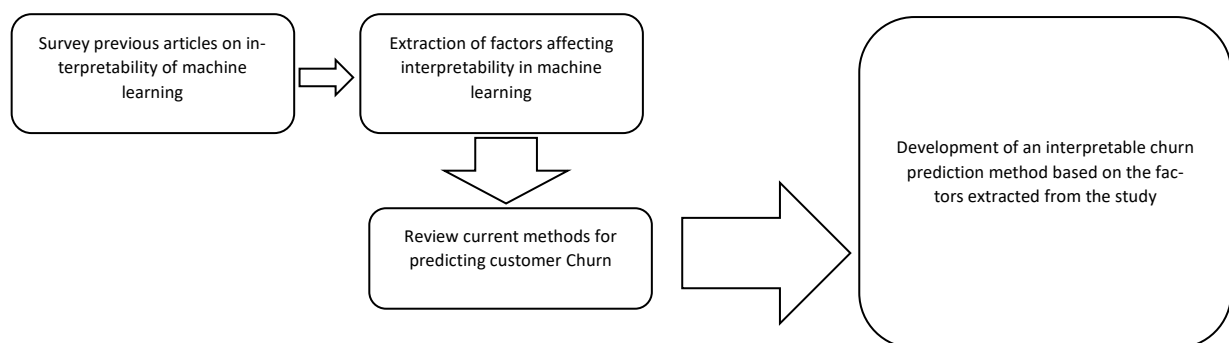 Survey previous articles on in-
terpretability of machine
learning
Extraction of factors affecting
interpretability in machine
learning
Review current methods for
predicting customer Churn
Development of an interpretable churn
prediction method based on the fac-
tors extracted from the study